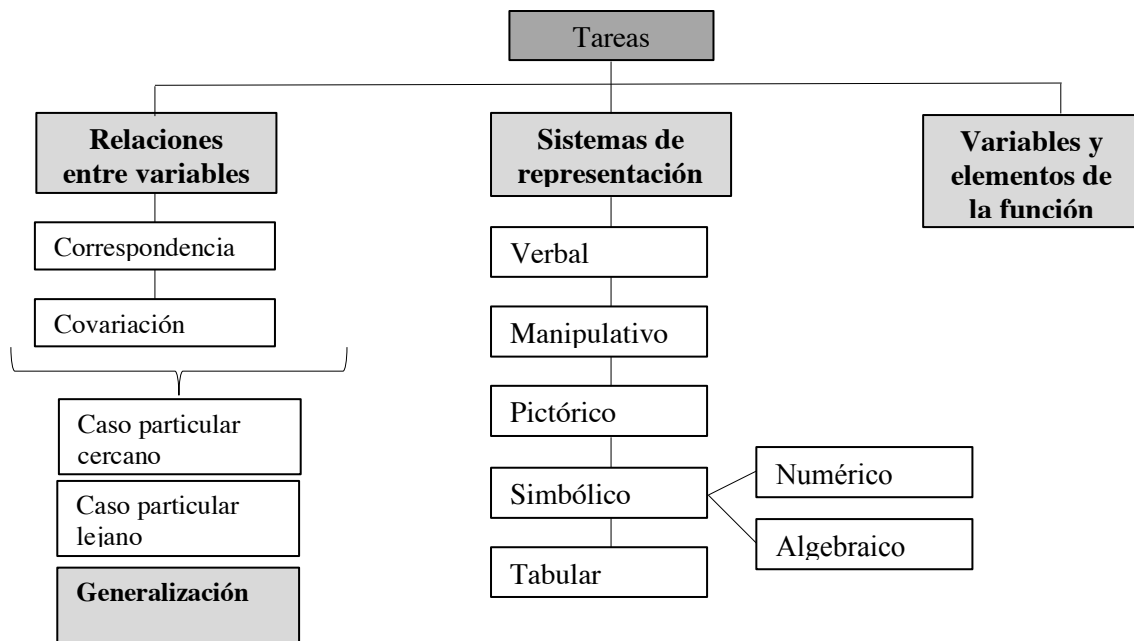 Tareas
Relaciones
entre variables
Correspondencia
Covariación
Caso particular
cercano
Caso particular
lejano
Generalización
Sistemas de
representación
Verbal
Manipulativo
Pictórico
Simbólico
Numérico
Algebraico
Tabular
Variables y
elementos de
la función